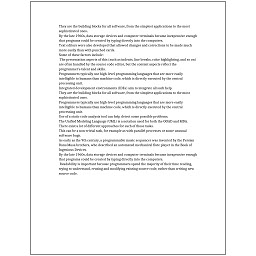 They are the building blocks for all software, from the simplest applications to the most
sophisticated ones.
By the late 1960s, data storage devices and computer terminals became inexpensive enough
that programs could be created by typing directly into the computers.
Text editors were also developed that allowed changes and corrections to be made much
more easily than with punched cards.
Some of these factors include:
The presentation aspects of this (such as indents, line breaks, color highlighting, and so on)
are often handled by the source code editor, but the content aspects reflect the
programmer's talent and skills.
Programmers typically use high-level programming languages that are more easily
intelligible to humans than machine code, which is directly executed by the central
processing unit.
Integrated development environments (IDEs) aim to integrate all such help.
They are the building blocks for all software, from the simplest applications to the most
sophisticated ones.
Programmers typically use high-level programming languages that are more easily
intelligible to humans than machine code, which is directly executed by the central
processing unit.
Use of a static code analysis tool can help detect some possible problems.
The Unified Modeling Language (UML) is a notation used for both the OOAD and MDA.
There exist a lot of different approaches for each of those tasks.
This can be a non-trivial task, for example as with parallel processes or some unusual
software bugs.
As early as the 9th century, a programmable music sequencer was invented by the Persian
Banu Musa brothers, who described an automated mechanical flute player in the Book of
Ingenious Devices.
By the late 1960s, data storage devices and computer terminals became inexpensive enough
that programs could be created by typing directly into the computers.
Readability is important because programmers spend the majority of their time reading,
trying to understand, reusing and modifying existing source code, rather than writing new
source code.